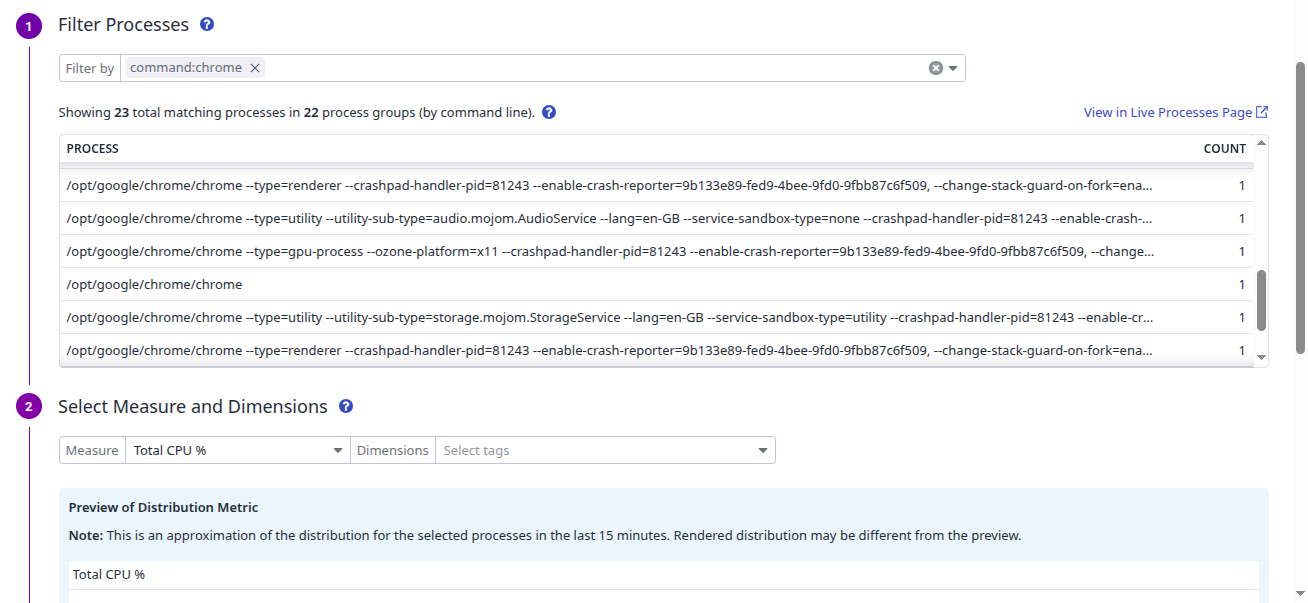 1 Filter Processes ?
Filter by command:chrome
Showing 23 total matching processes in 22 process groups (by command line). ? View in Live Processes Page
PROCESS COUNT
/opt/google/chrome/chrome --type=renderer --crashpad-handler-pid=81243 --enable-crash-reporter=9b133e89-fed9-4bee-9fd0-9fbb87c6f509, --change-stack-guard-on-fork=ena... 1
/opt/google/chrome/chrome --type=utility --utility-sub-type=audio.mojom.AudioService --lang=en-GB --service-sandbox-type=none --crashpad-handler-pid=81243 --enable-crash-... 1
/opt/google/chrome/chrome --type=gpu-process --ozone-platform=x11 --crashpad-handler-pid=81243 --enable-crash-reporter=9b133e89-fed9-4bee-9fd0-9fbb87c6f509, --change... 1
/opt/google/chrome/chrome 1
/opt/google/chrome/chrome --type=utility --utility-sub-type=storage.mojom.StorageService --lang=en-GB --service-sandbox-type=utility --crashpad-handler-pid=81243 --enable-cr... 1
/opt/google/chrome/chrome --type=renderer --crashpad-handler-pid=81243 --enable-crash-reporter=9b133e89-fed9-4bee-9fd0-9fbb87c6f509, --change-stack-guard-on-fork=ena... 1
2 Select Measure and Dimensions ?
Measure Total CPU % Dimensions Select tags
Preview of Distribution Metric
Note: This is an approximation of the distribution for the selected processes in the last 15 minutes. Rendered distribution may be different from the preview.
Total CPU %